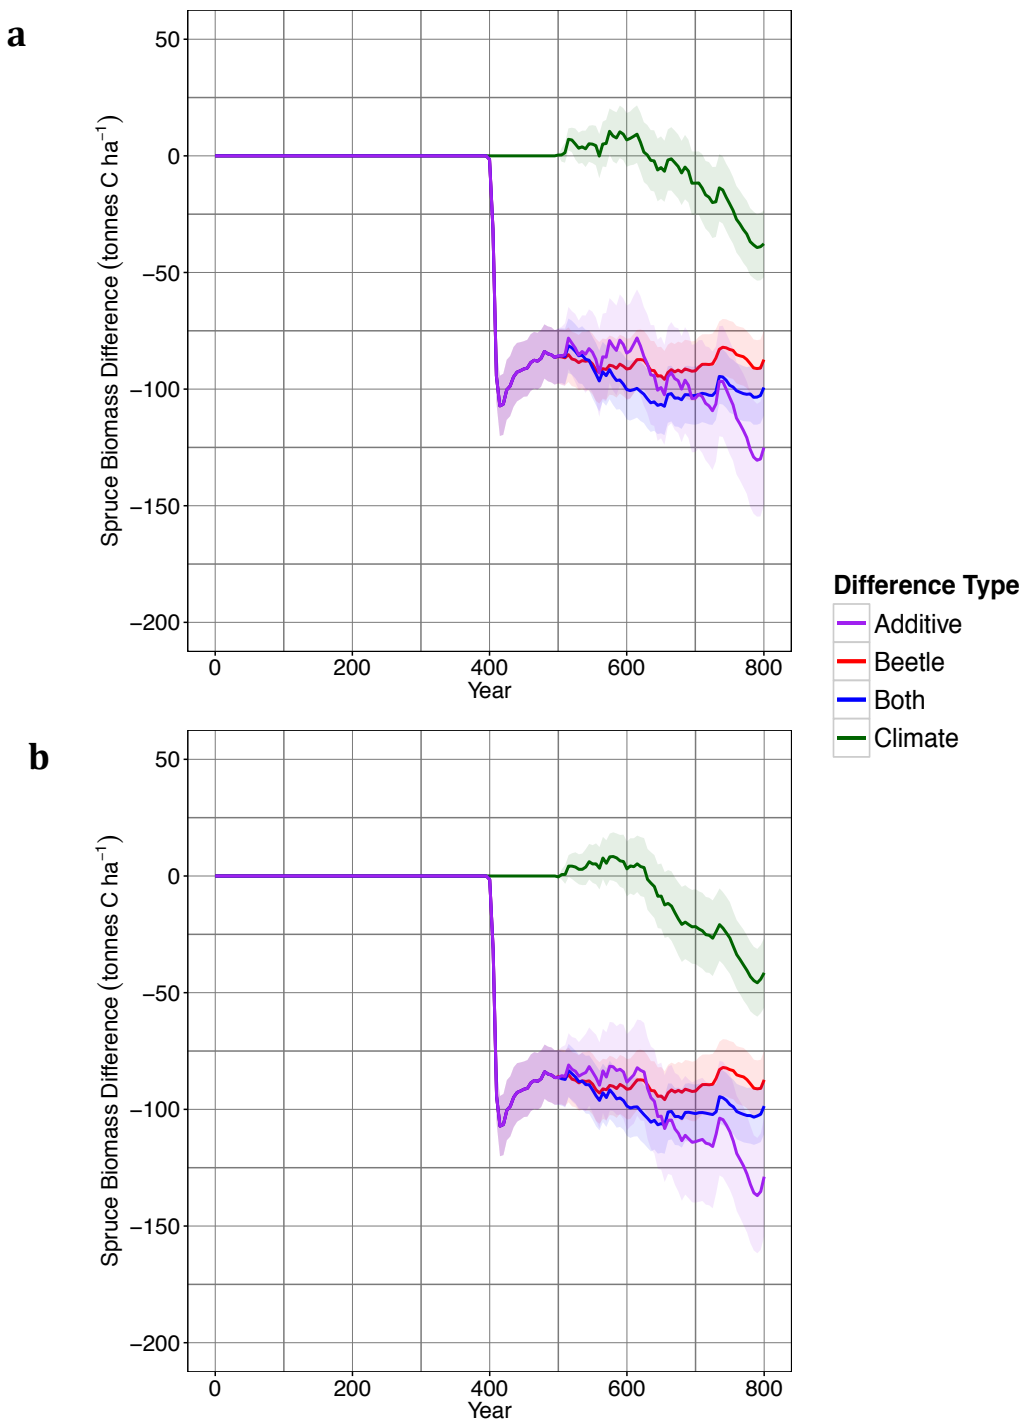 a
50
0
−50
−100
−150
−200
Spruce Biomass Difference (tonnes C ha⁻¹)
0 200 400 600 800
Year
Difference Type
Additive
Beetle
Both
Climate
b
50
0
−50
−100
−150
−200
Spruce Biomass Difference (tonnes C ha⁻¹)
0 200 400 600 800
Year